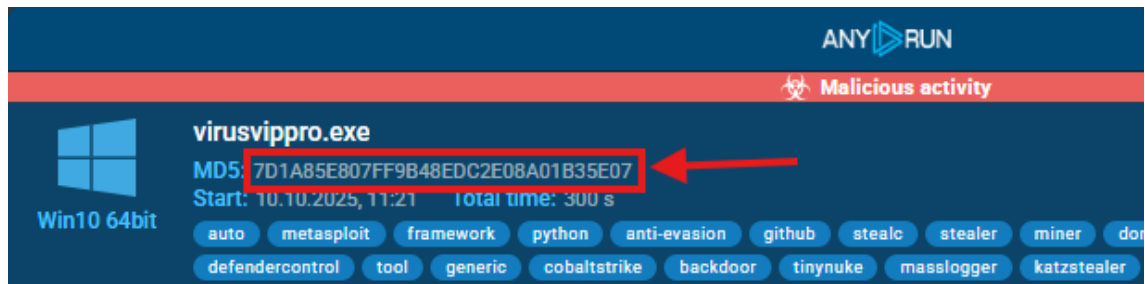 ANY RUN
Malicious activity
virusvippro.exe
MD5: 7D1A85E807FF9B48EDC2E08A01B35E07
Start: 10.10.2025, 11:21 Total time: 300 s
Win10 64bit
auto metasploit framework python anti-evasion github stealc stealer miner
defendercontrol tool generic cobaltstrike backdoor tinynuke masslogger katzstealer